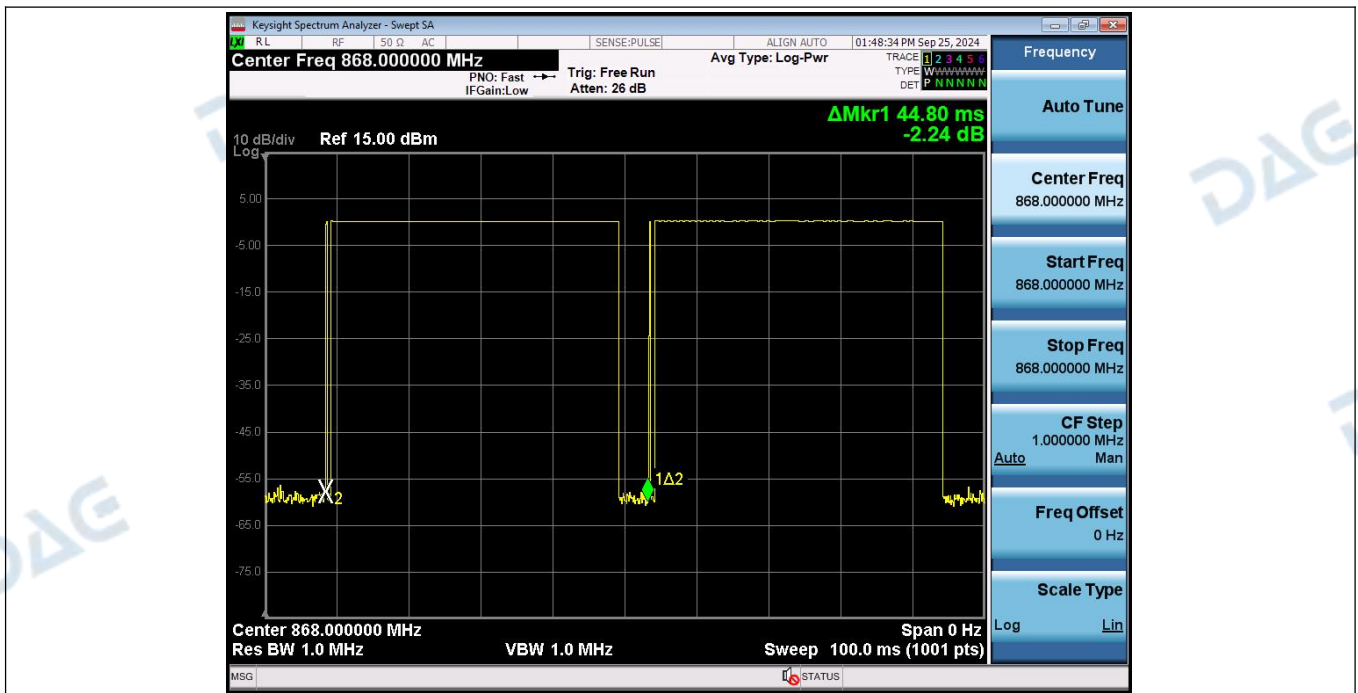 Keysight Spectrum Analyzer - Swept SA
LXI RL RF 50 Ω AC SENSE:PULSE ALIGN AUTO 01:48:34 PM Sep 25, 2024
Center Freq 868.000000 MHz
PNO: Fast
IFGain:Low
Trig: Free Run
Atten: 26 dB
Avg Type: Log-Pwr
TRACE 1 2 3 4 5 6
TYPE WWWWWW
DET P N N N N N
ΔMkr1 44.80 ms
-2.24 dB
10 dB/div Ref 15.00 dBm
Log
5.00
-5.00
-15.0
-25.0
-35.0
-45.0
-55.0
-65.0
-75.0
2
1Δ2
Center 868.000000 MHz Span 0 Hz
Res BW 1.0 MHz VBW 1.0 MHz Sweep 100.0 ms (1001 pts)
MSG STATUS
Frequency
Auto Tune
Center Freq
868.000000 MHz
Start Freq
868.000000 MHz
Stop Freq
868.000000 MHz
CF Step
1.000000 MHz
Auto Man
Freq Offset
0 Hz
Scale Type
Log Lin
DAG
DAG